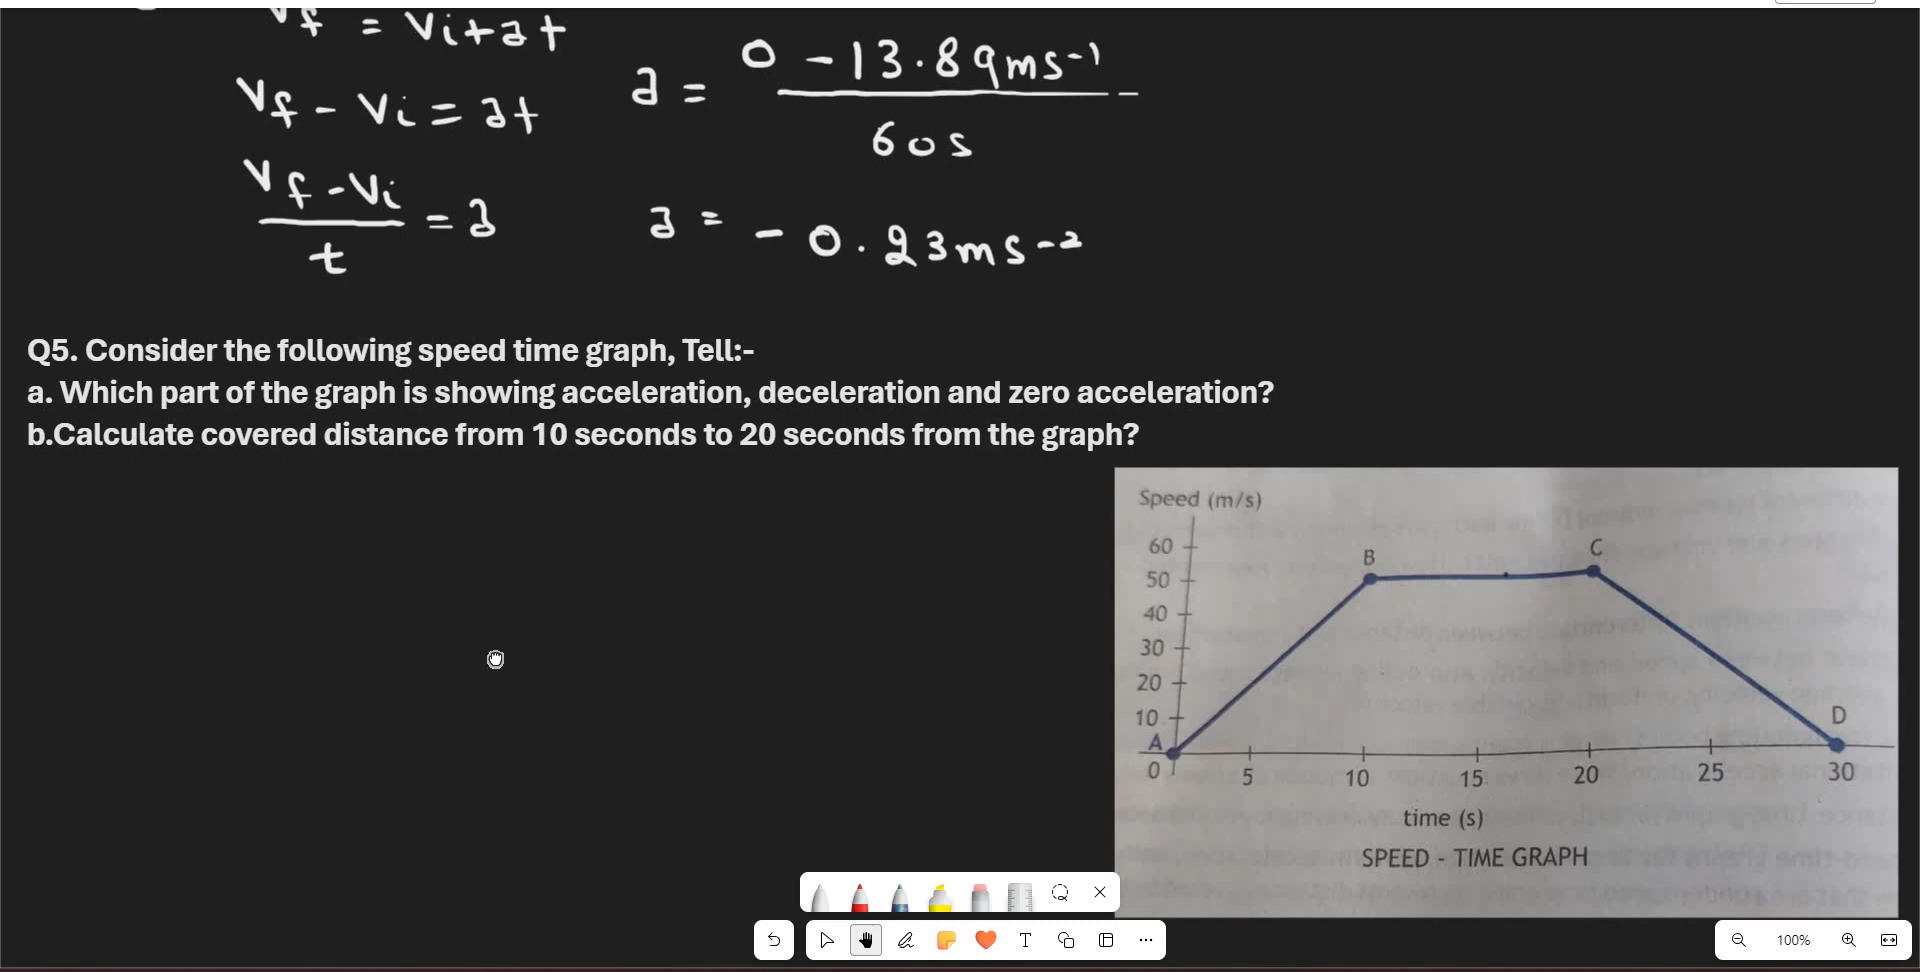 vf = vi+at
vf - vi = at
vf - vi
t
= a
a = 0 - 13.89ms-1
60s
a = - 0.23ms-2
Q5. Consider the following speed time graph, Tell:-
a. Which part of the graph is showing acceleration, deceleration and zero acceleration?
b.Calculate covered distance from 10 seconds to 20 seconds from the graph?
Speed (m/s)
60
50
40
30
20
10
A
B
C
D
0 5 10 15 20 25 30
time (s)
SPEED - TIME GRAPH
T
100%